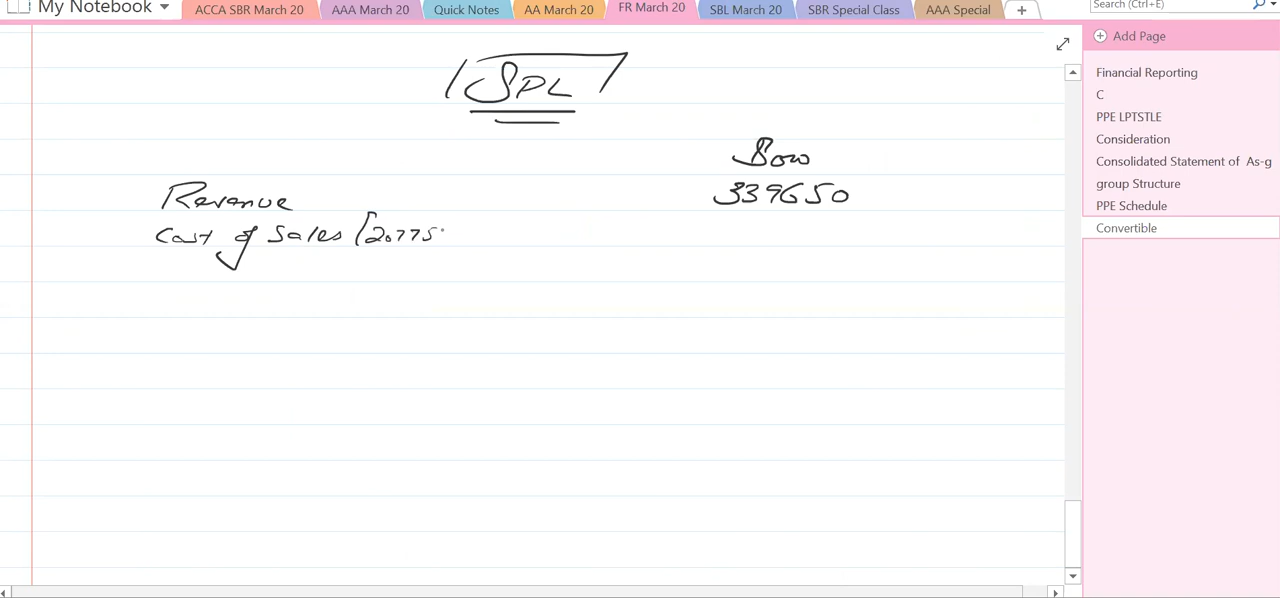 My Notebook
ACCA SBR March 20
AAA March 20
Quick Notes
AA March 20
FR March 20
SBL March 20
SBR Special Class
AAA Special
Search (Ctrl+E)
Add Page
Financial Reporting
C
PPE LPTSTLE
Consideration
Consolidated Statement of As-g
group Structure
PPE Schedule
Convertible
SPL
$000
Revenue 339650
Cost of Sales (20775